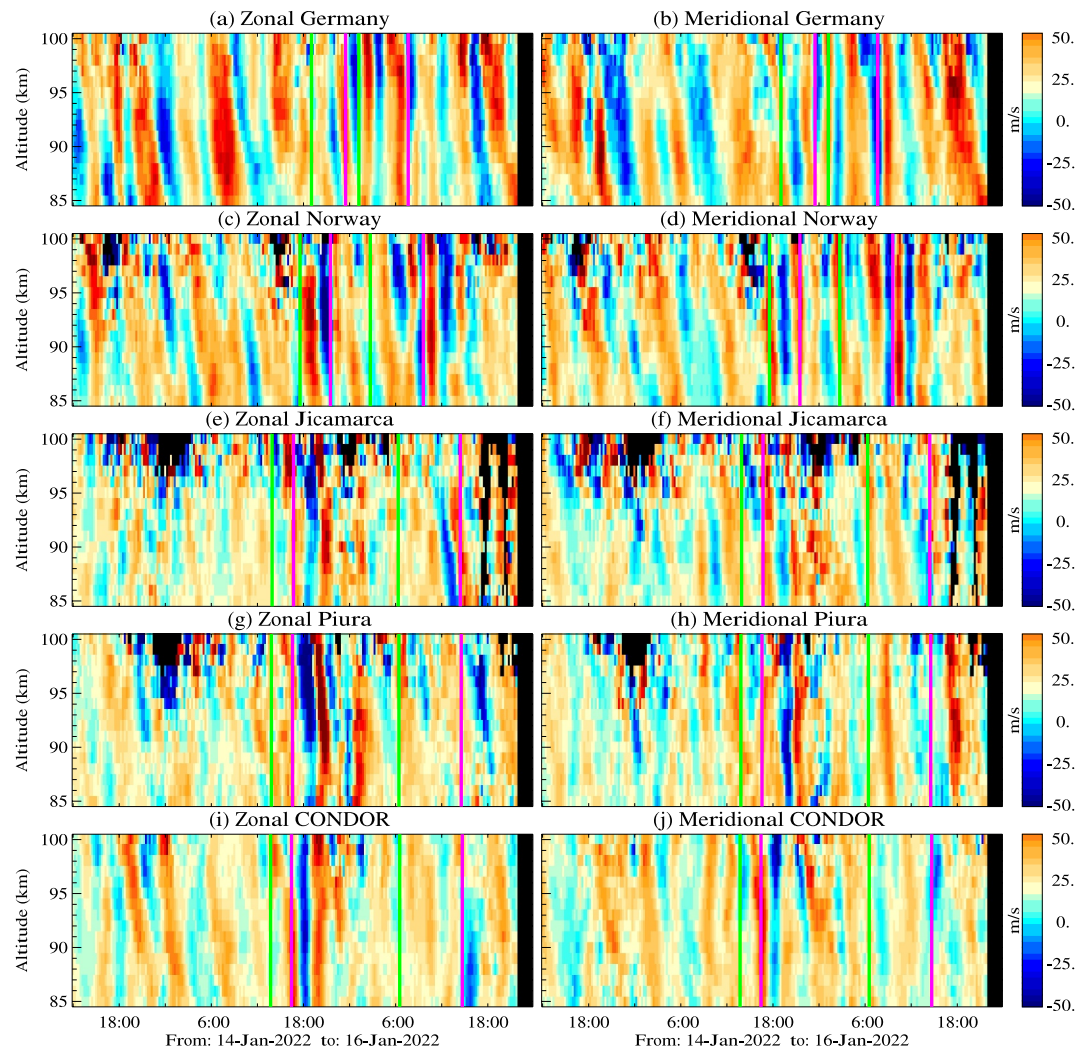 (a) Zonal Germany
(b) Meridional Germany
100
95
90
85
Altitude (km)
50.
25
0.
-25.
-50.
m/s
(c) Zonal Norway
(d) Meridional Norway
100
95
90
85
Altitude (km)
50.
25
0.
-25.
-50.
m/s
(e) Zonal Jicamarca
(f) Meridional Jicamarca
100
95
90
85
Altitude (km)
50.
25
0.
-25.
-50.
m/s
(g) Zonal Piura
(h) Meridional Piura
100
95
90
85
Altitude (km)
50.
25
0.
-25.
-50.
m/s
(i) Zonal CONDOR
(j) Meridional CONDOR
100
95
90
85
Altitude (km)
50.
25
0.
-25.
-50.
m/s
18:00 6:00 18:00 6:00 18:00
18:00 6:00 18:00 6:00 18:00
From: 14-Jan-2022 to: 16-Jan-2022
From: 14-Jan-2022 to: 16-Jan-2022